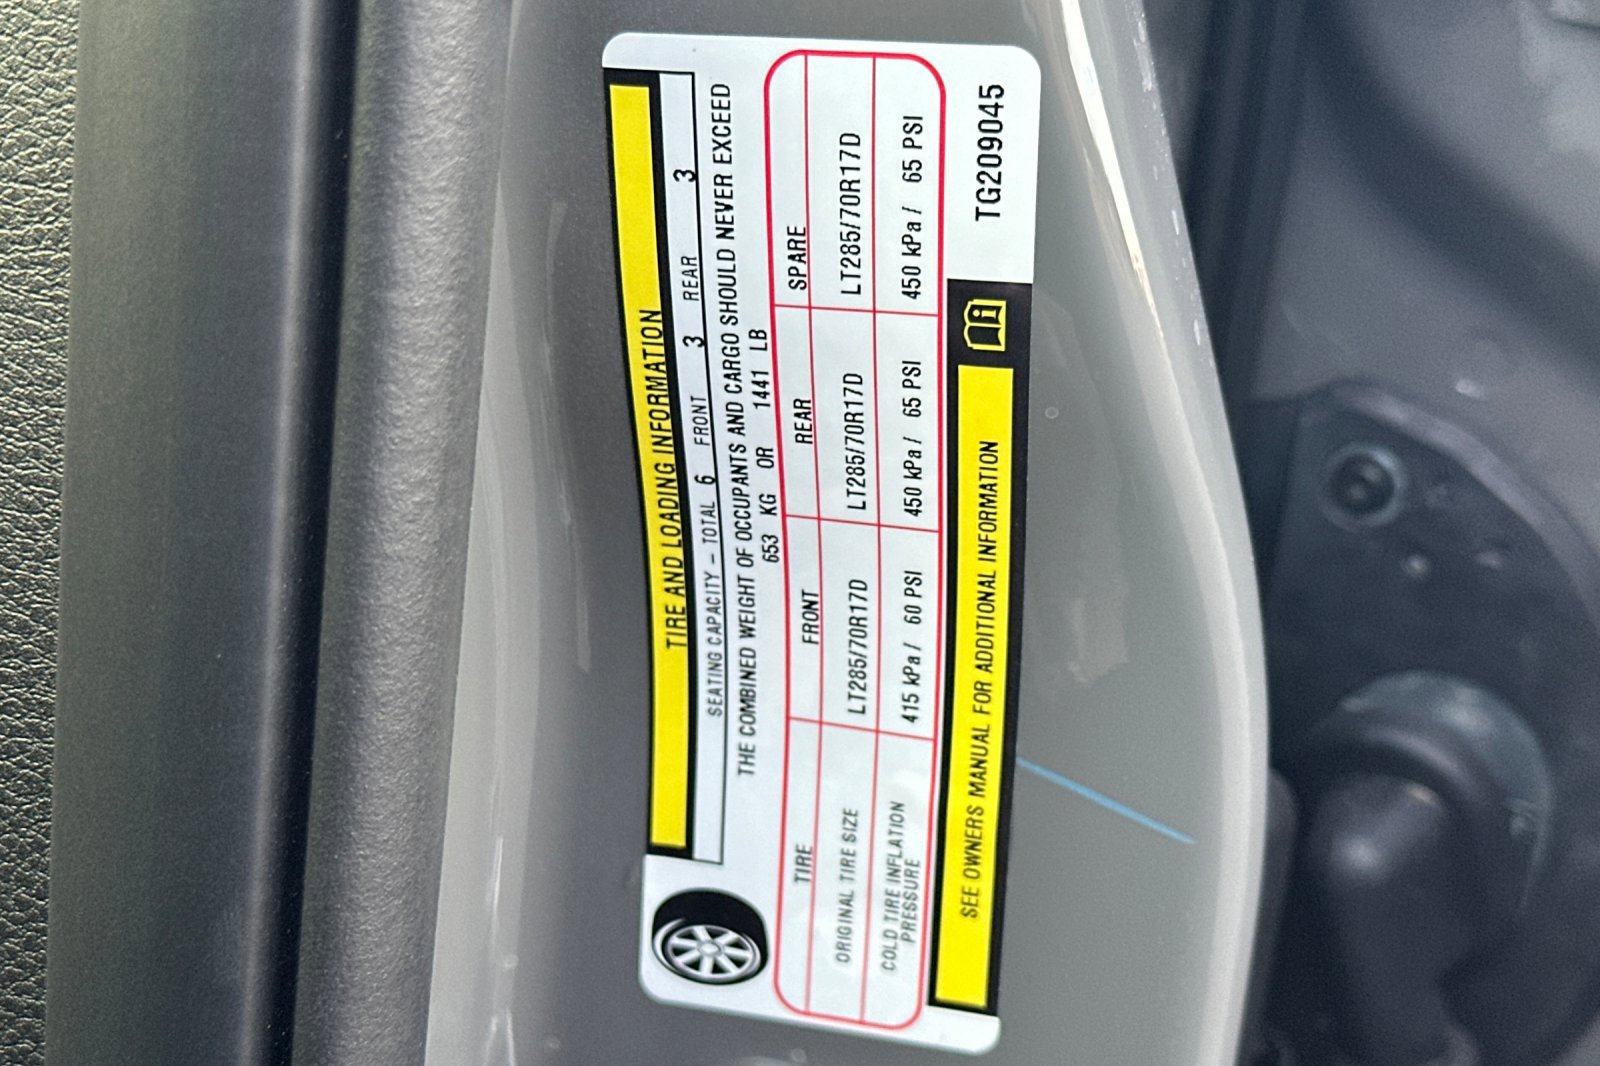 TIRE AND LOADING INFORMATION
SEATING CAPACITY – TOTAL 6 FRONT 3 REAR 3
THE COMBINED WEIGHT OF OCCUPANTS AND CARGO SHOULD NEVER EXCEED
653 KG OR 1441 LB
TIRE FRONT REAR SPARE
ORIGINAL TIRE SIZE LT285/70R17D LT285/70R17D LT285/70R17D
COLD TIRE INFLATION
PRESSURE 415 kPa / 60 PSI 450 kPa / 65 PSI 450 kPa / 65 PSI
SEE OWNERS MANUAL FOR ADDITIONAL INFORMATION
TG209045